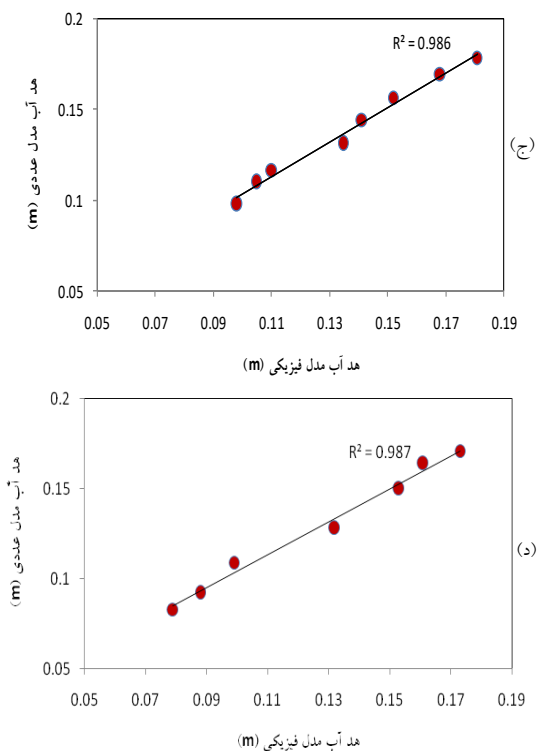 0.2
R² = 0.986
0.15
0.1
0.05
0.05 0.07 0.09 0.11 0.13 0.15 0.17 0.19
هد آب مدل عددی (m)
هد آب مدل فیزیکی (m)
(ج)
0.2
R² = 0.987
0.15
0.1
0.05
0.05 0.07 0.09 0.11 0.13 0.15 0.17 0.19
هد آب مدل عددی (m)
هد آب مدل فیزیکی (m)
(د)